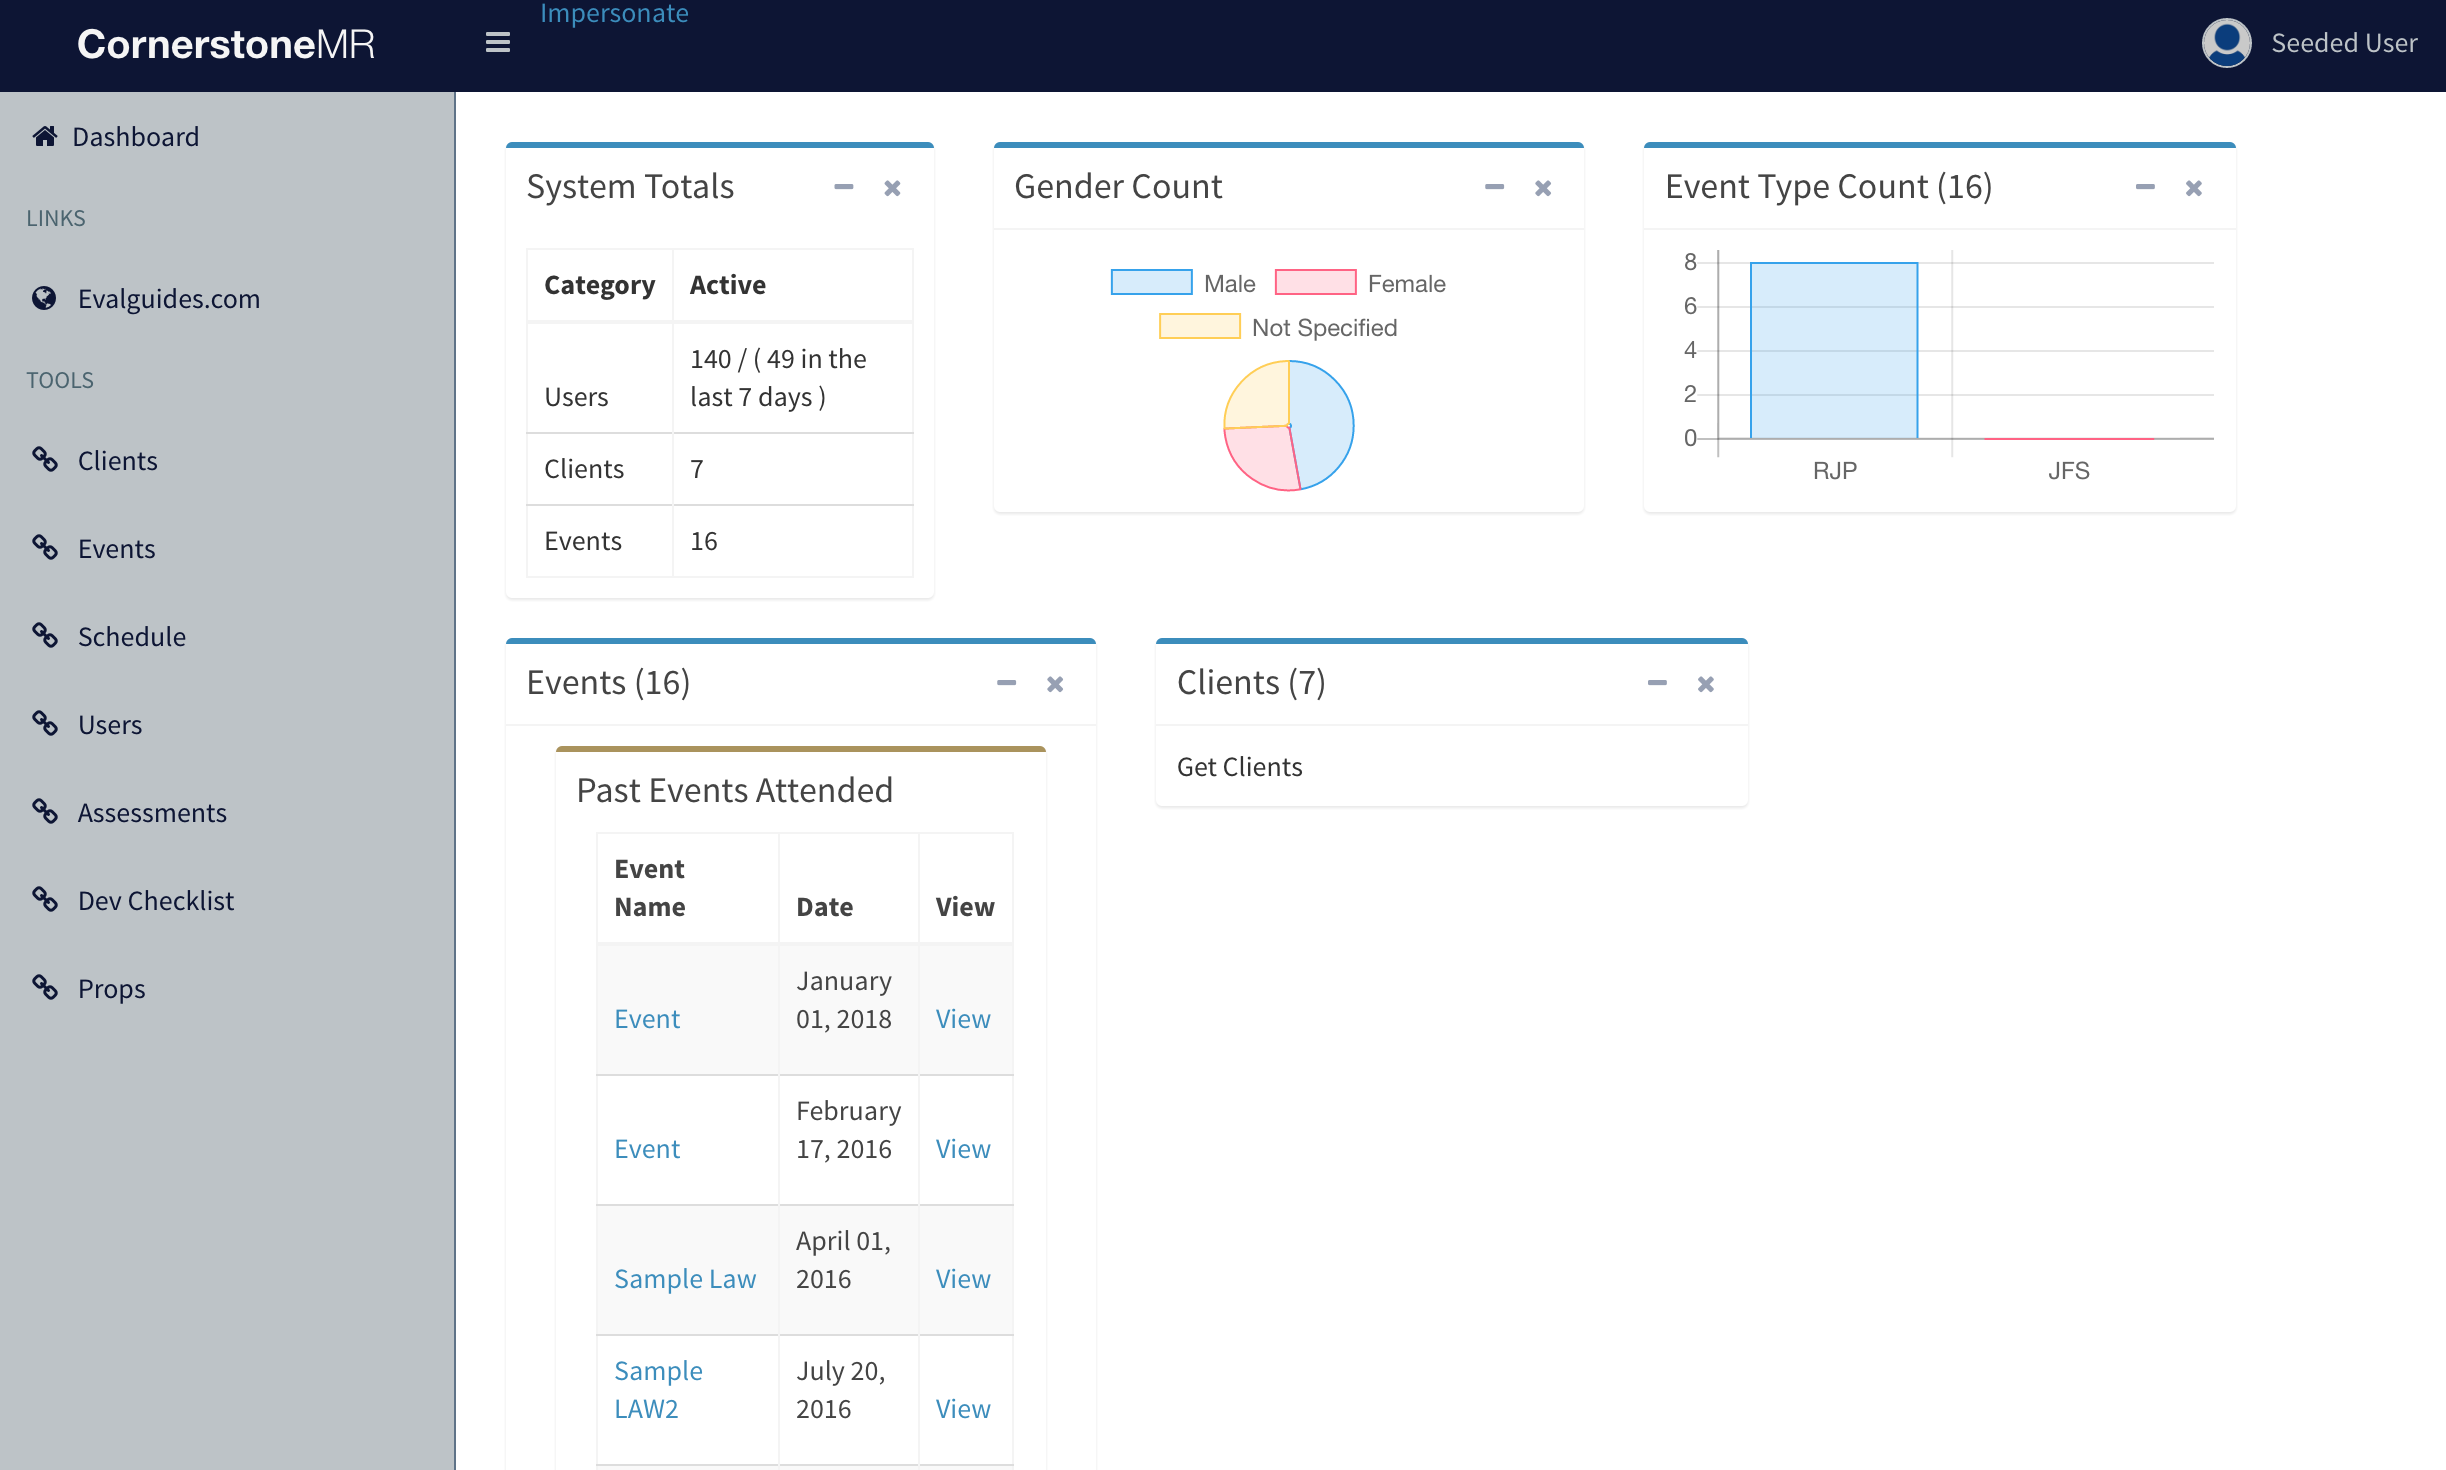 CornerstoneMR
Impersonate
Seeded User
Dashboard
LINKS
Evalguides.com
TOOLS
Clients
Events
Schedule
Users
Assessments
Dev Checklist
Props
System Totals
Category Active
Users 140 / ( 49 in the
last 7 days )
Clients 7
Events 16
Gender Count
Male Female
Not Specified
Event Type Count (16)
8
6
4
2
0
RJP JFS
Events (16)
Past Events Attended
Event
Name Date View
January
Event 01, 2018 View
February
Event 17, 2016 View
April 01,
Sample Law 2016 View
Sample July 20,
LAW2 2016 View
Clients (7)
Get Clients